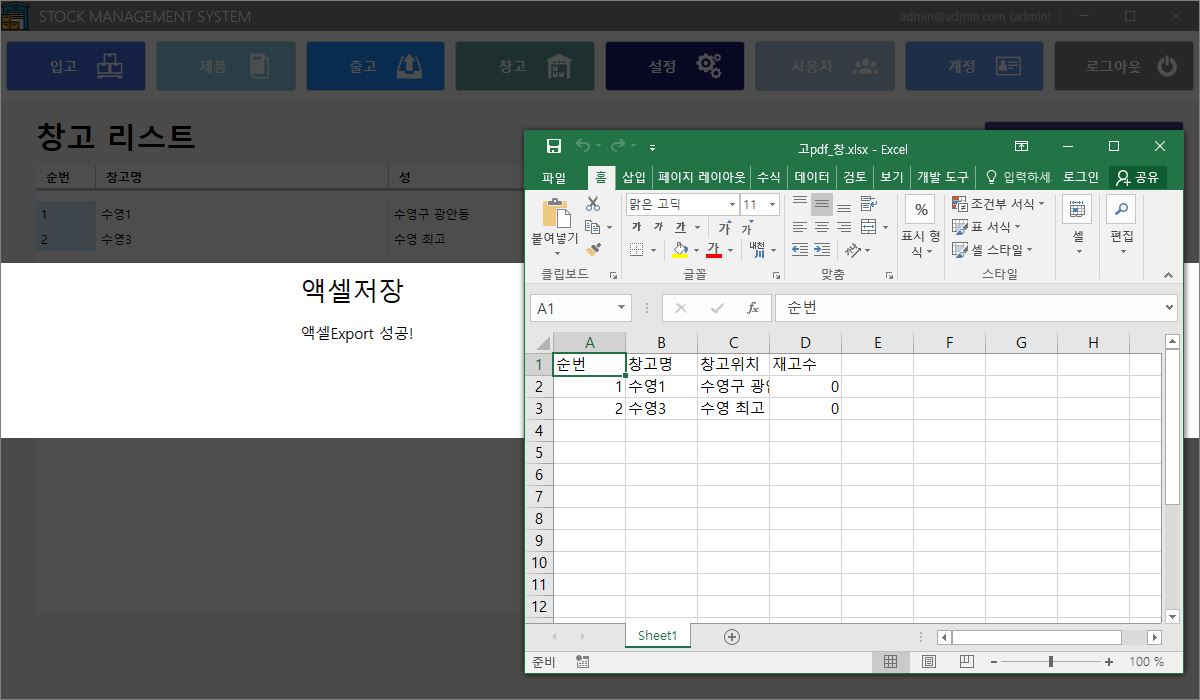 STOCK MANAGEMENT SYSTEM
admin@admin.com (admin)
입고
제품
출고
창고
설정
사용자
계정
로그아웃
창고 리스트
순번 창고명 성
1 수영1 수영구 광안동
2 수영3 수영 최고
액셀저장
액셀Export 성공!
고pdf_창.xlsx - Excel
파일 홈 삽입 페이지 레이아웃 수식 데이터 검토 보기 개발 도구 입력하세 로그인 공유
붙여넣기
클립보드
맑은 고딕 11
가 가 가 가 가
가 내천
글꼴
맞춤
%
표시 형
식
조건부 서식
표 서식
셀 스타일
스타일
셀
편집
A1 fx 순번
A B C D E F G H
1 순번 창고명 창고위치 재고수
2 1 수영1 수영구 광 0
3 2 수영3 수영 최고 0
4
5
6
7
8
9
10
11
12
Sheet1
준비 100 %